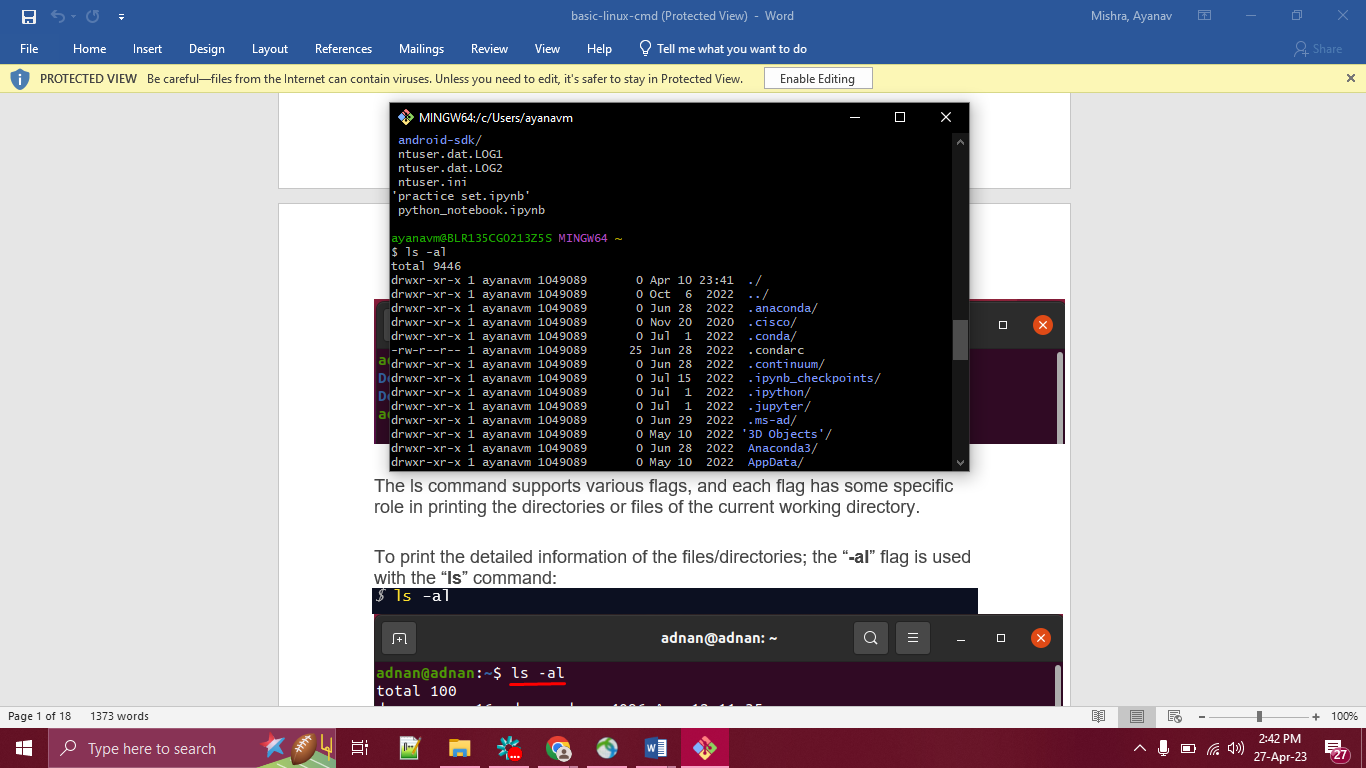 basic-linux-cmd (Protected View) - Word
Mishra, Ayanav
File Home Insert Design Layout References Mailings Review View Help Tell me what you want to do Share
PROTECTED VIEW Be careful—files from the Internet can contain viruses. Unless you need to edit, it's safer to stay in Protected View. Enable Editing
MINGW64:/c/Users/ayanavm
android-sdk/
ntuser.dat.LOG1
ntuser.dat.LOG2
ntuser.ini
'practice set.ipynb'
python_notebook.ipynb
ayanavm@BLR135CG0213Z5S MINGW64 ~
$ ls -al
total 9446
drwxr-xr-x 1 ayanavm 1049089 0 Apr 10 23:41 ./
drwxr-xr-x 1 ayanavm 1049089 0 Oct 6 2022 ../
drwxr-xr-x 1 ayanavm 1049089 0 Jun 28 2022 .anaconda/
drwxr-xr-x 1 ayanavm 1049089 0 Nov 20 2020 .cisco/
drwxr-xr-x 1 ayanavm 1049089 0 Jul 1 2022 .conda/
-rw-r--r-- 1 ayanavm 1049089 25 Jun 28 2022 .condarc
drwxr-xr-x 1 ayanavm 1049089 0 Jun 28 2022 .continuum/
drwxr-xr-x 1 ayanavm 1049089 0 Jul 15 2022 .ipynb_checkpoints/
drwxr-xr-x 1 ayanavm 1049089 0 Jul 1 2022 .ipython/
drwxr-xr-x 1 ayanavm 1049089 0 Jul 1 2022 .jupyter/
drwxr-xr-x 1 ayanavm 1049089 0 Jun 29 2022 .ms-ad/
drwxr-xr-x 1 ayanavm 1049089 0 May 10 2022 '3D Objects'/
drwxr-xr-x 1 ayanavm 1049089 0 Jun 28 2022 Anaconda3/
drwxr-xr-x 1 ayanavm 1049089 0 May 10 2022 AppData/
The ls command supports various flags, and each flag has some specific
role in printing the directories or files of the current working directory.
To print the detailed information of the files/directories; the “-al” flag is used
with the “ls” command:
$ ls -al
adnan@adnan: ~
adnan@adnan:~$ ls -al
total 100
Page 1 of 18 1373 words
100%
Type here to search
2:42 PM
27-Apr-23
27